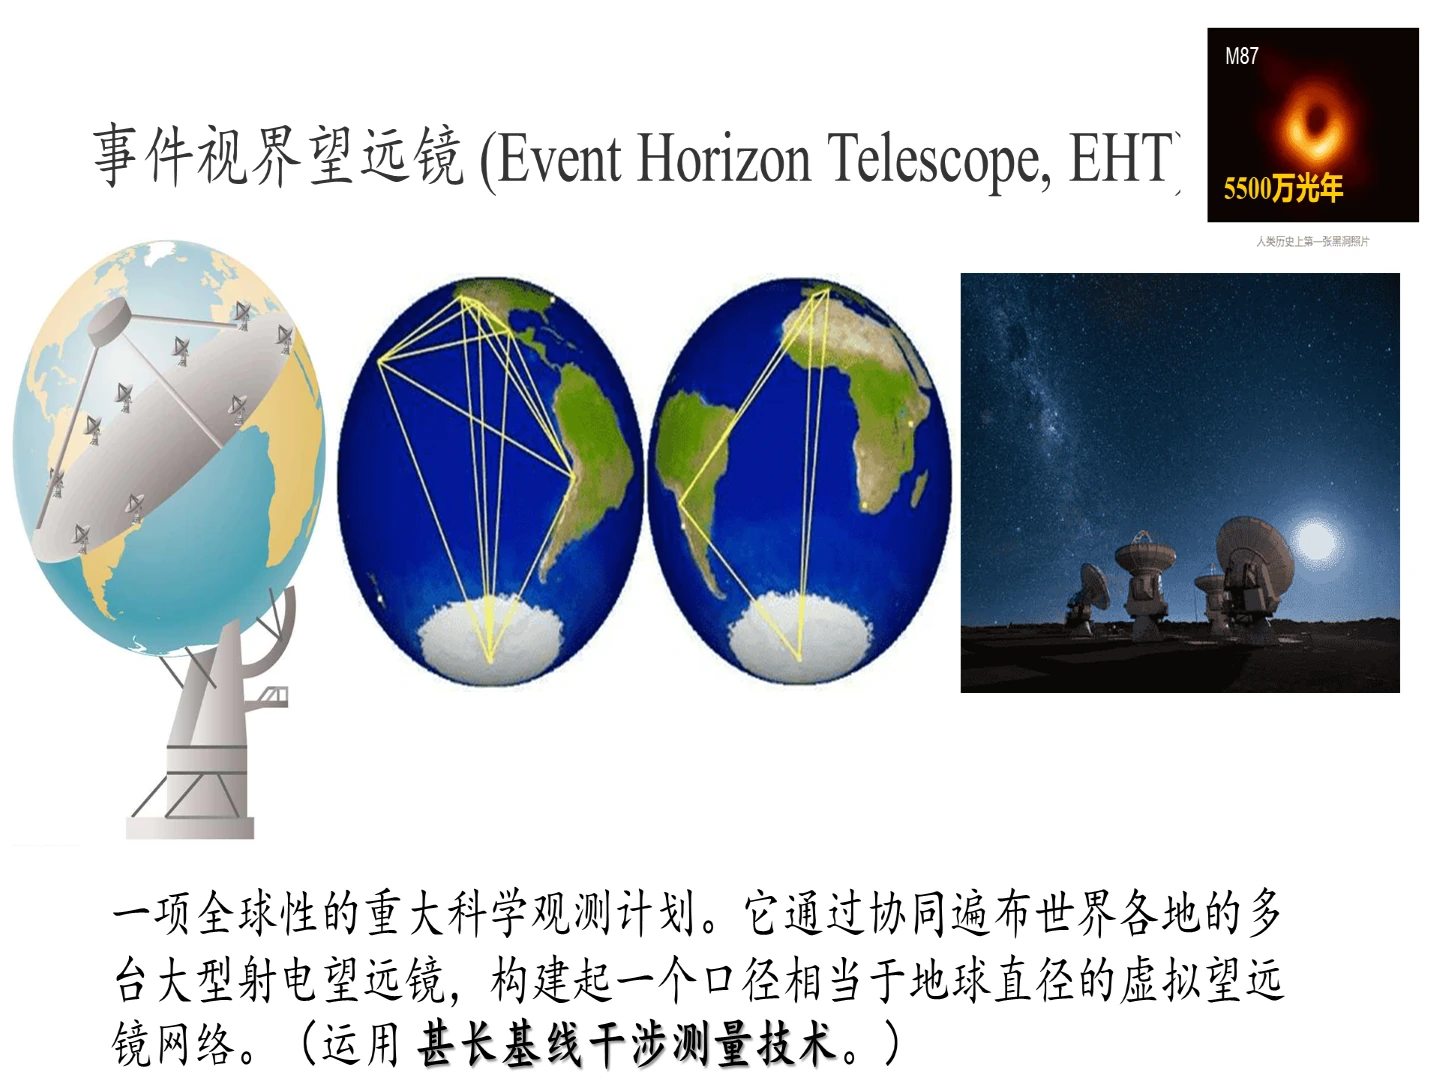 M87
事件视界望远镜 (Event Horizon Telescope, EHT)
5500万光年
人类历史上第一张黑洞照片
一项全球性的重大科学观测计划。它通过协同遍布世界各地的多
台大型射电望远镜，构建起一个口径相当于地球直径的虚拟望远
镜网络。（运用 甚长基线干涉测量技术。）